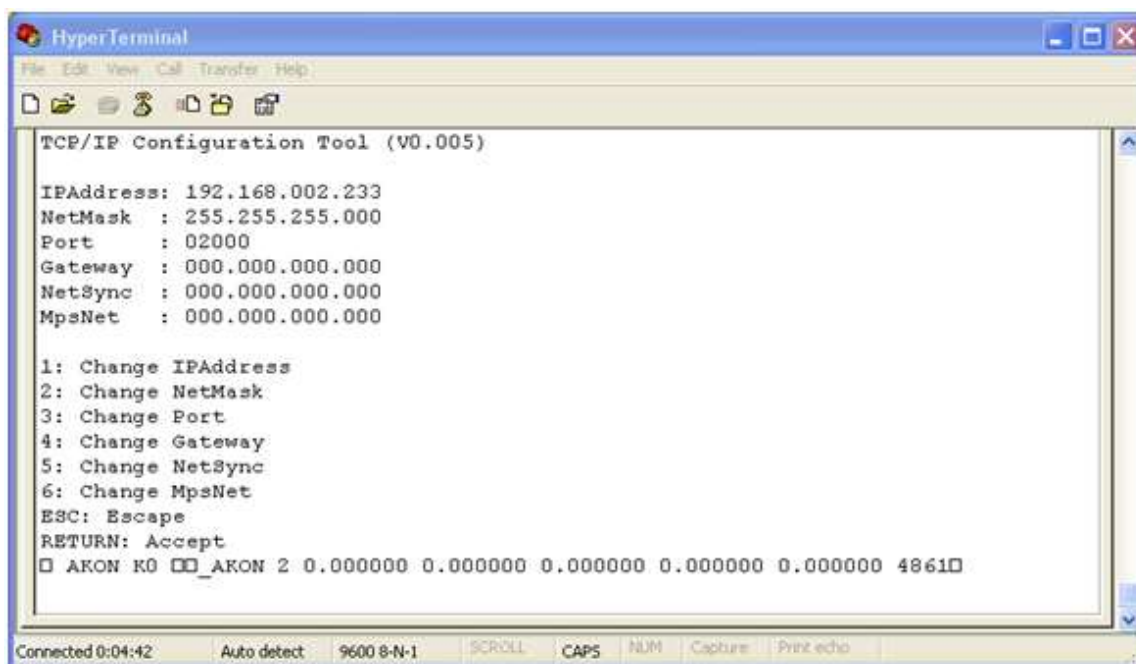 HyperTerminal
File Edit View Call Transfer Help
TCP/IP Configuration Tool (V0.005)
IPAddress: 192.168.002.233
NetMask : 255.255.255.000
Port : 02000
Gateway : 000.000.000.000
NetSync : 000.000.000.000
MpsNet : 000.000.000.000
1: Change IPAddress
2: Change NetMask
3: Change Port
4: Change Gateway
5: Change NetSync
6: Change MpsNet
ESC: Escape
RETURN: Accept
□ AKON K0 □□_AKON 2 0.000000 0.000000 0.000000 0.000000 0.000000 4861□
Connected 0:04:42 Auto detect 9600 8-N-1 SCROLL CAPS NUM Capture Print echo